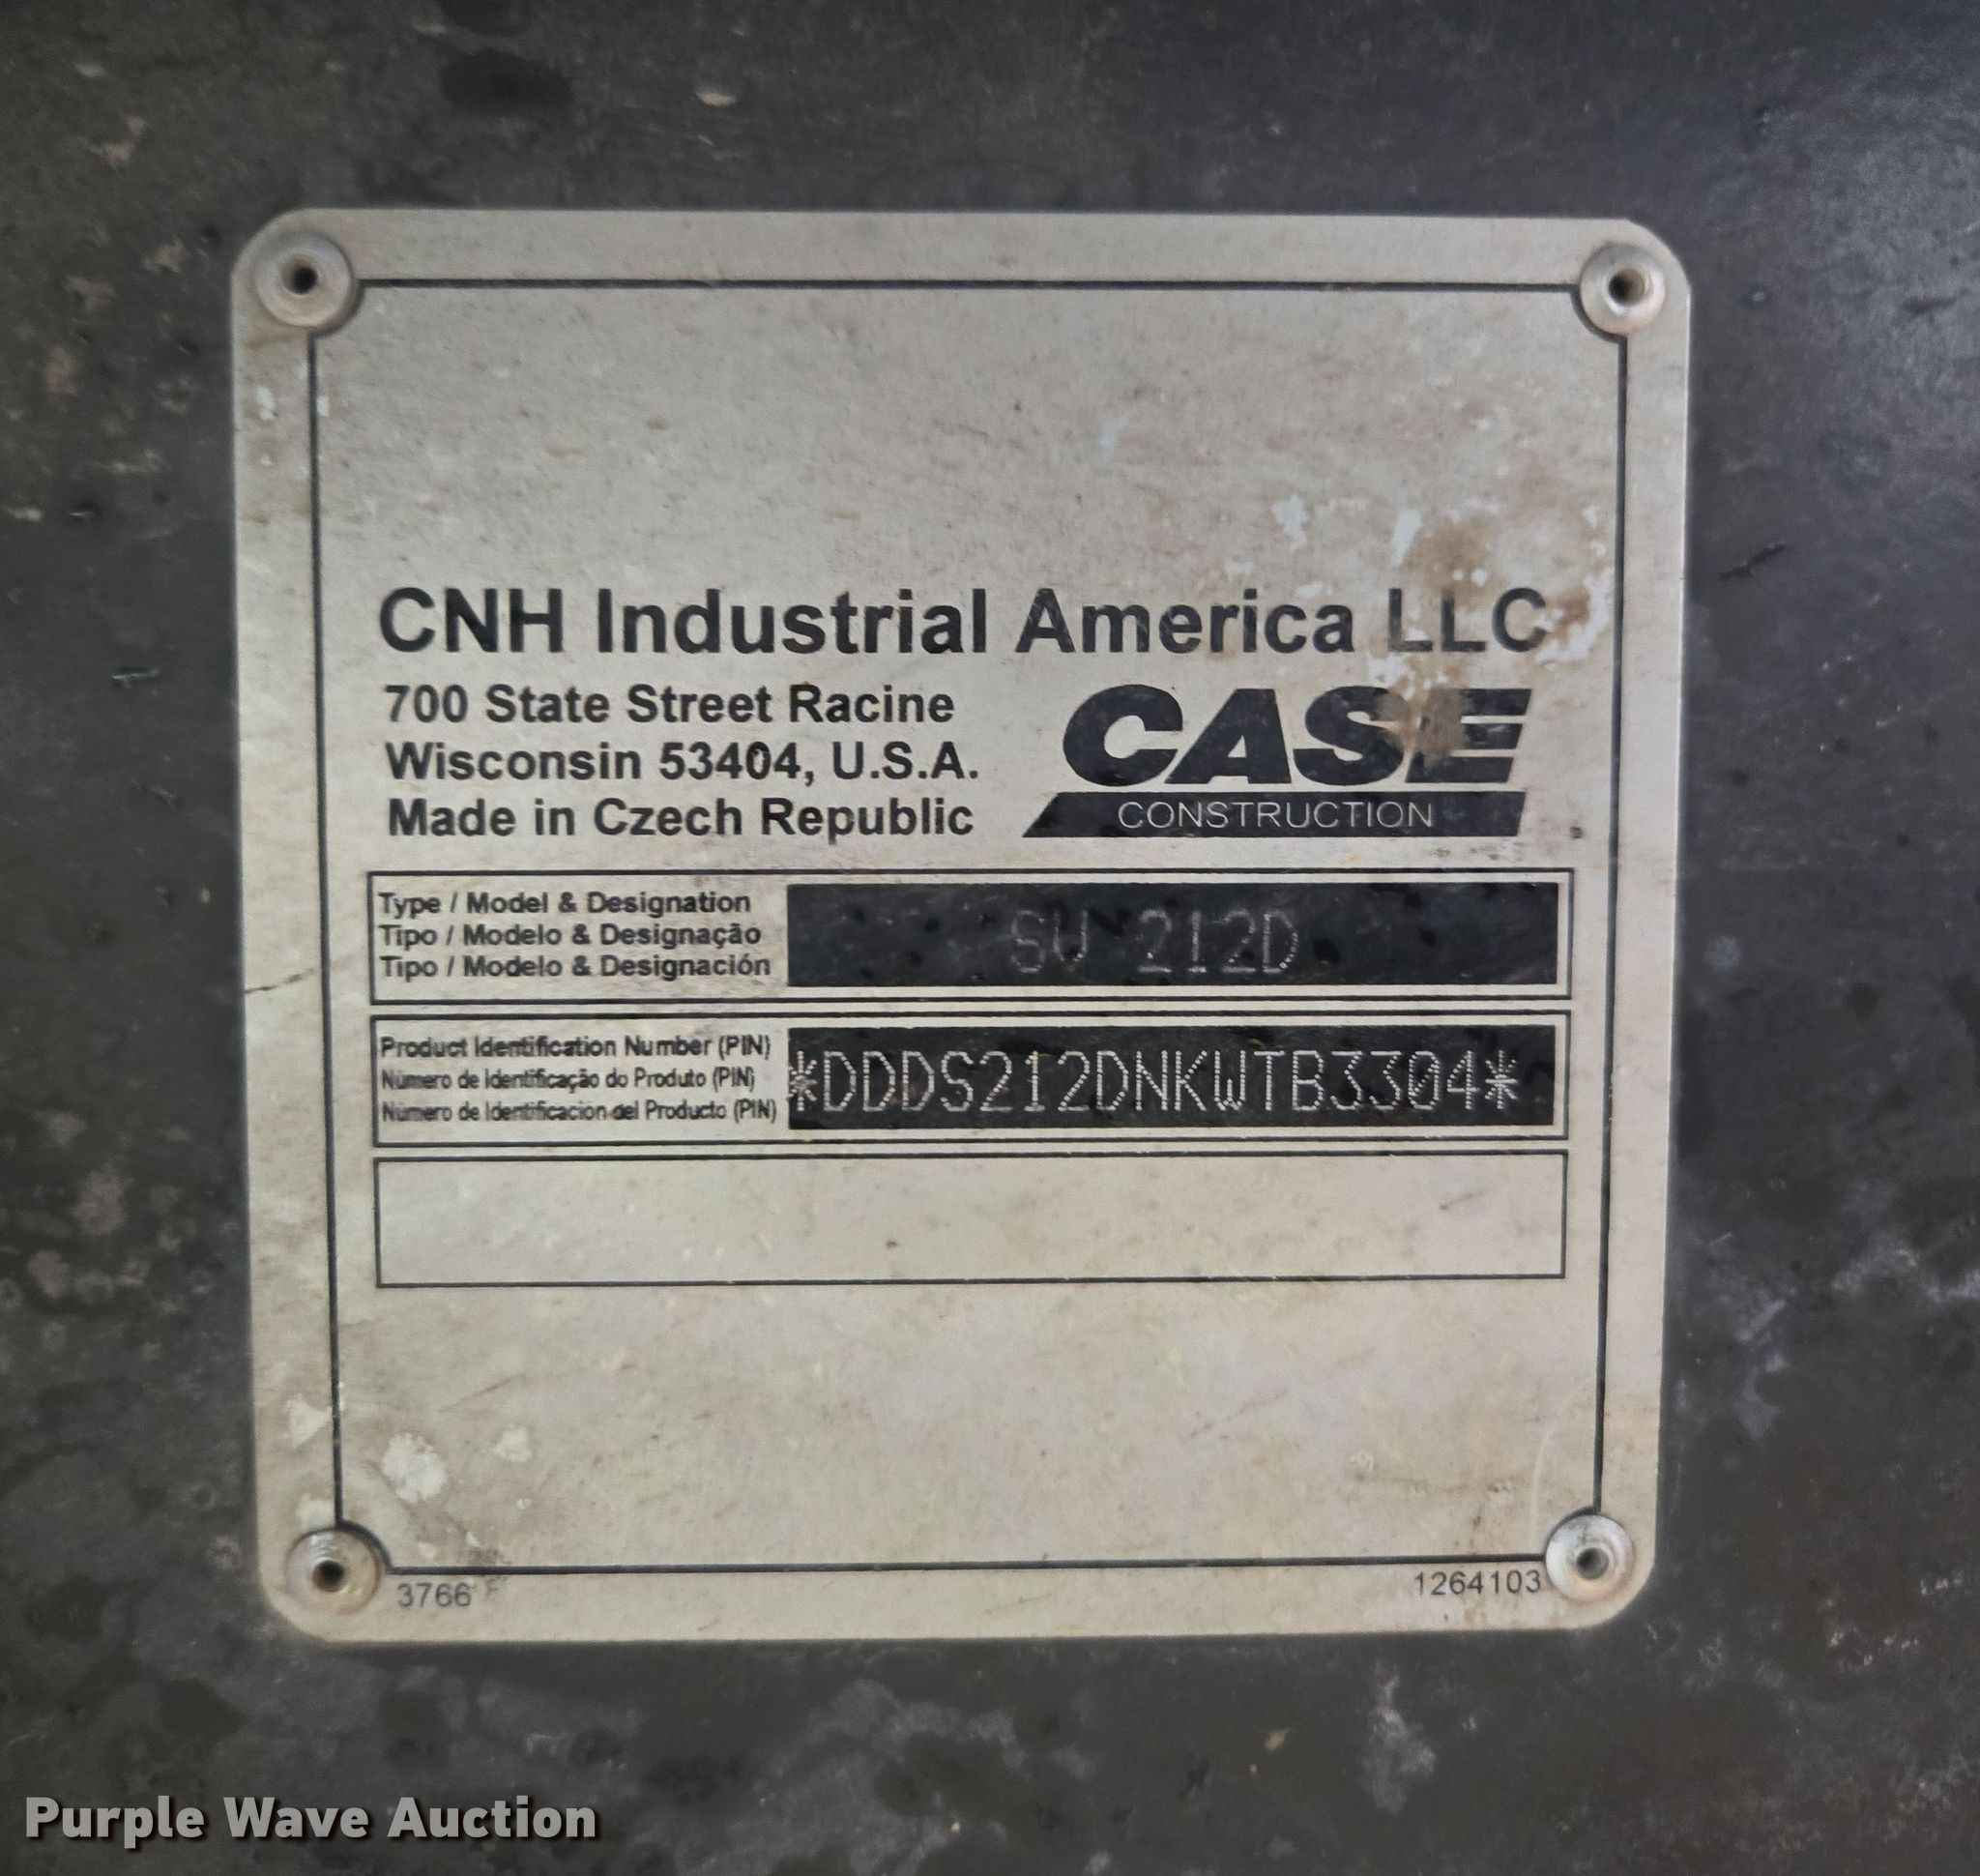 CNH Industrial America LLC
700 State Street Racine
Wisconsin 53404, U.S.A.
Made in Czech Republic
CASE
CONSTRUCTION
Type / Model & Designation
Tipo / Modelo & Designação
Tipo / Modelo & Designación
SV 212D
Product Identification Number (PIN)
Número de Identificação do Produto (PIN)
Número de Identificación del Producto (PIN)
*DDDS212DNKWTB3304*
3766
1264103
Purple Wave Auction